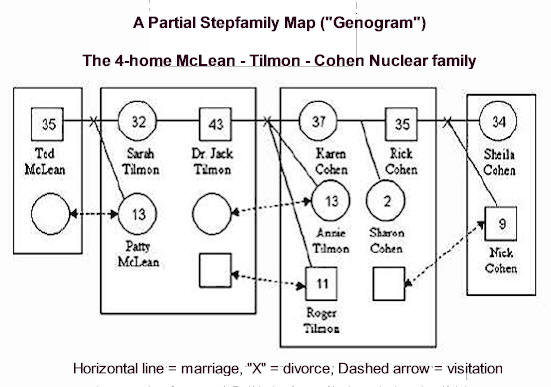 A Partial Stepfamily Map ("Genogram")
The 4-home McLean - Tilmon - Cohen Nuclear family
35
32
43
37
35
34
Ted
McLean
Sarah
Tilmon
Dr. Jack
Tilmon
Karen
Cohen
Rick
Cohen
Sheila
Cohen
13
13
2
9
Patty
McLean
Annie
Tilmon
Sharon
Cohen
Nick
Cohen
11
Roger
Tilmon
Horizontal line = marriage, "X" = divorce, Dashed arrow = visitation